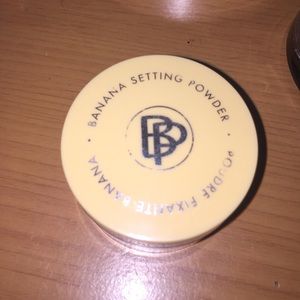 BANANA SETTING POWDER •
BP
POUDRE FIXANTE BANANA •